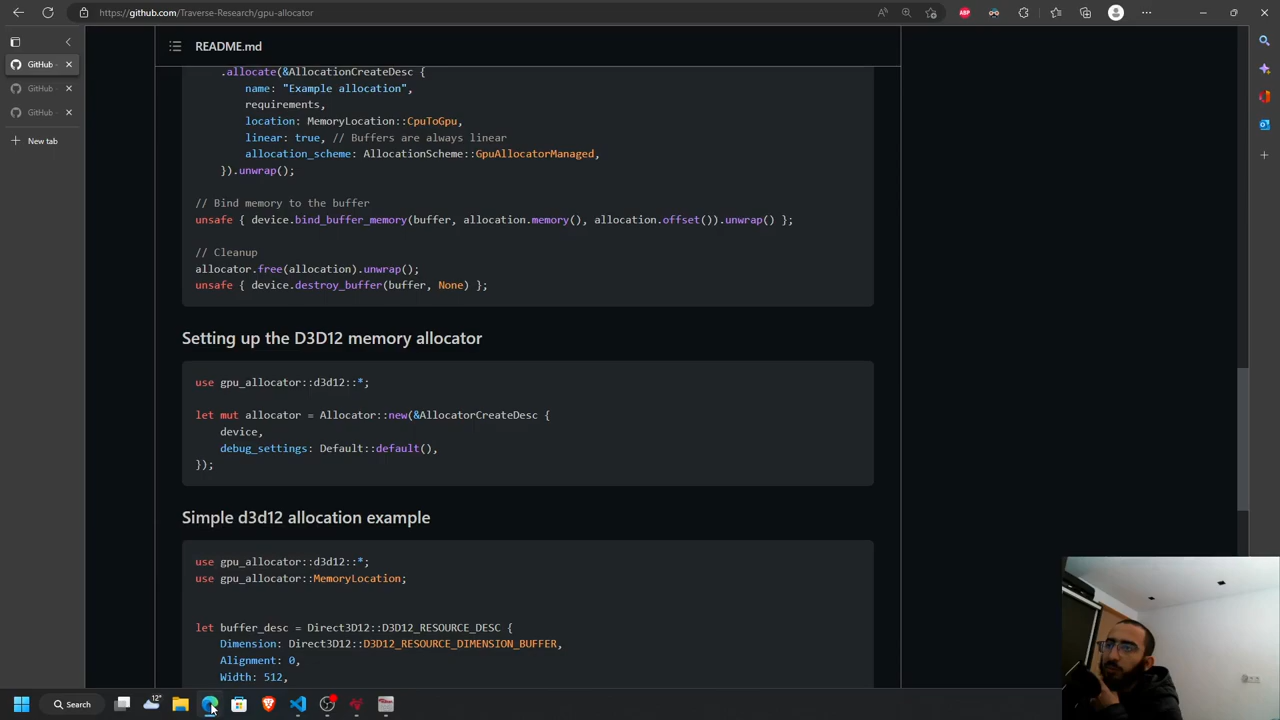 https://github.com/Traverse-Research/gpu-allocator
GitHub
README.md
.allocate(&AllocationCreateDesc {
name: "Example allocation",
requirements,
location: MemoryLocation::CpuToGpu,
linear: true, // Buffers are always linear
allocation_scheme: AllocationScheme::GpuAllocatorManaged,
}).unwrap();
// Bind memory to the buffer
unsafe { device.bind_buffer_memory(buffer, allocation.memory(), allocation.offset()).unwrap() };
// Cleanup
allocator.free(allocation).unwrap();
unsafe { device.destroy_buffer(buffer, None) };
Setting up the D3D12 memory allocator
use gpu_allocator::d3d12::*;
let mut allocator = Allocator::new(&AllocatorCreateDesc {
device,
debug_settings: Default::default(),
});
Simple d3d12 allocation example
use gpu_allocator::d3d12::*;
use gpu_allocator::MemoryLocation;
let buffer_desc = Direct3D12::D3D12_RESOURCE_DESC {
Dimension: Direct3D12::D3D12_RESOURCE_DIMENSION_BUFFER,
Alignment: 0,
Width: 512,
GitHub
GitHub
New tab
Search
12°